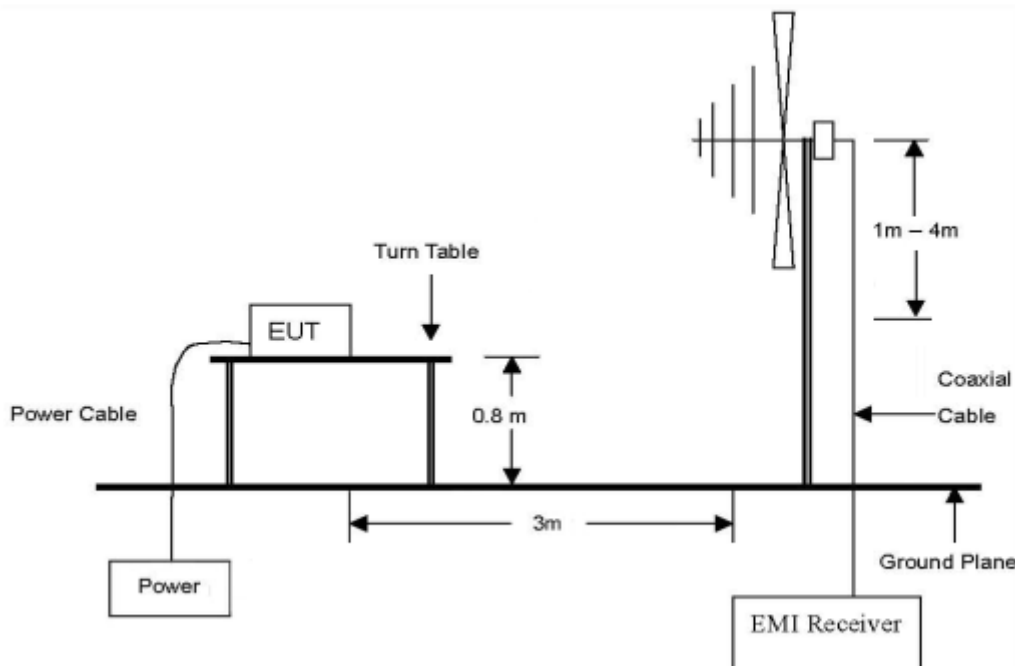 1m – 4m
Turn Table
EUT
Coaxial
Cable
Power Cable
0.8 m
3m
Ground Plane
Power
EMI Receiver